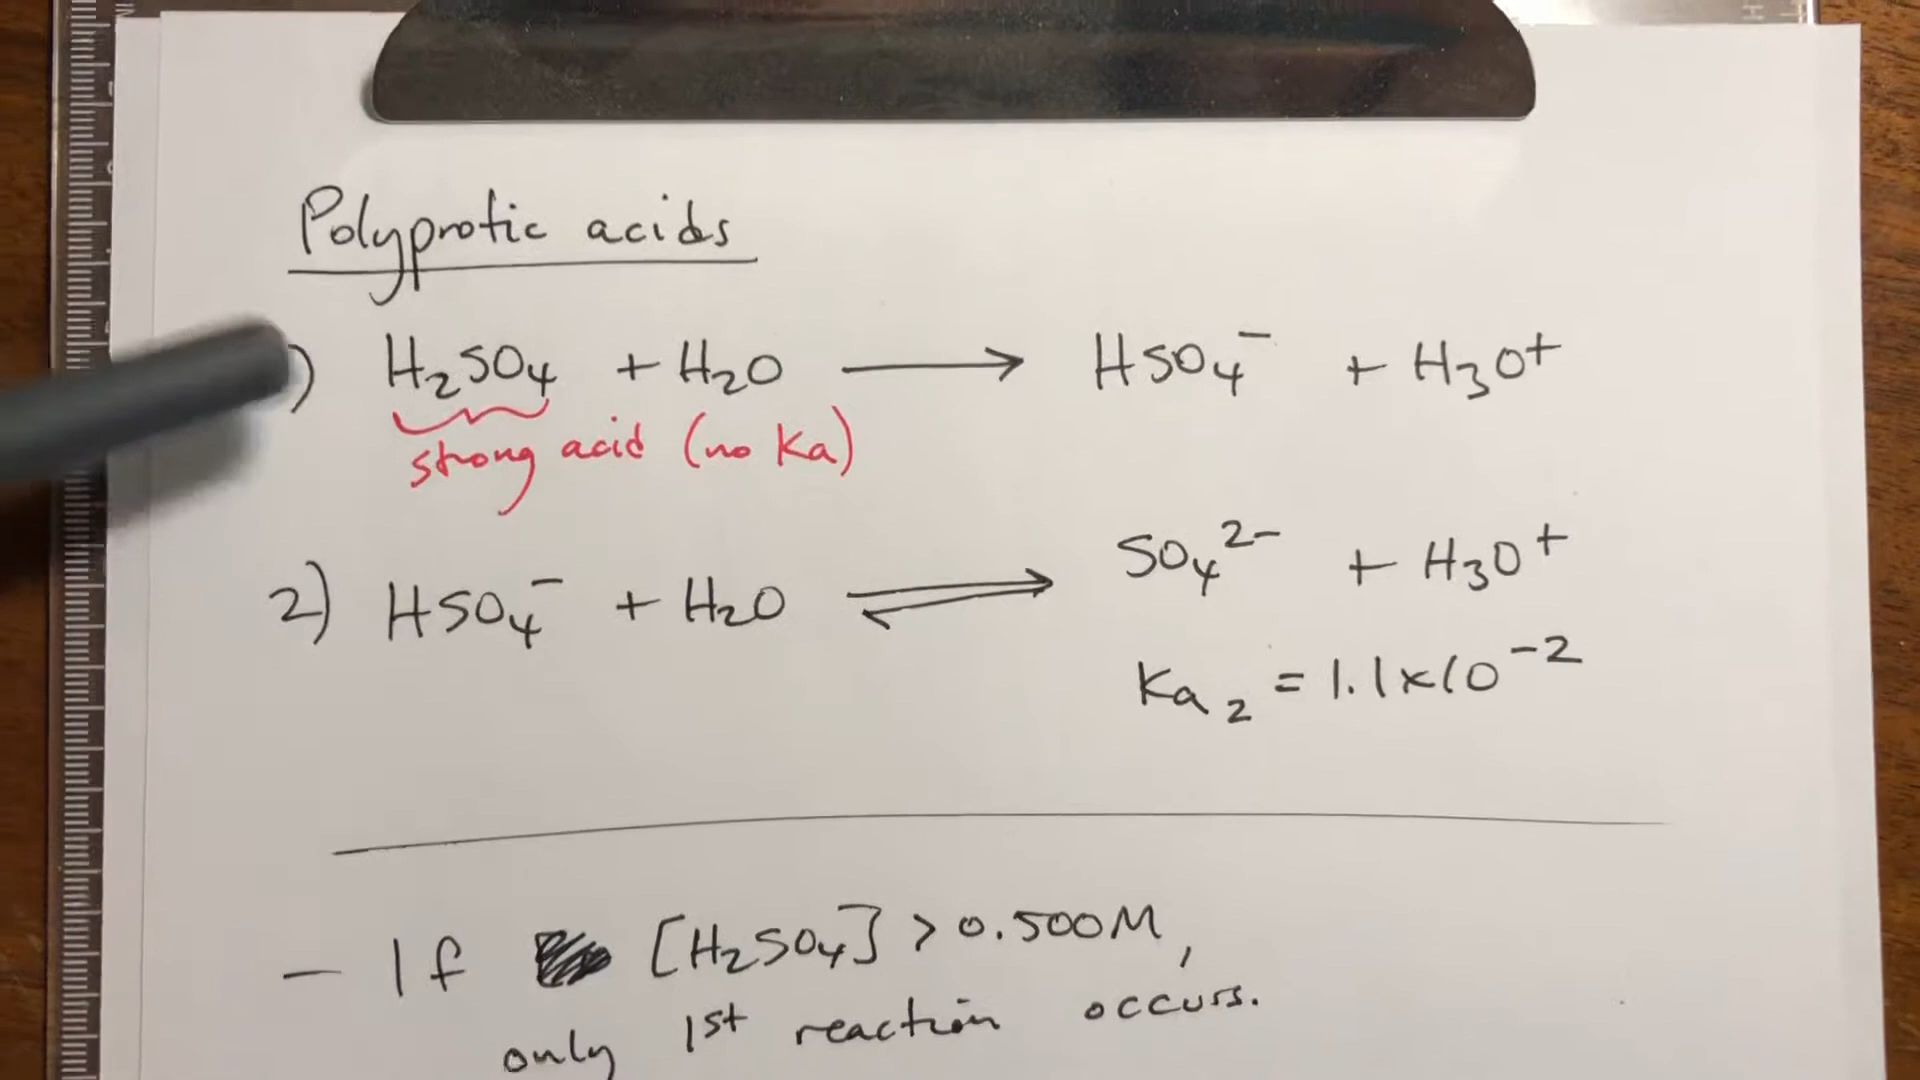 Polyprotic acids
1) H₂SO₄ + H₂O ⟶ HSO₄⁻ + H₃O⁺
strong acid (no Ka)
2) HSO₄⁻ + H₂O ⇌ SO₄²⁻ + H₃O⁺
Ka₂ = 1.1×10⁻²
— If [H₂SO₄] > 0.500M,
only 1st reaction occurs.